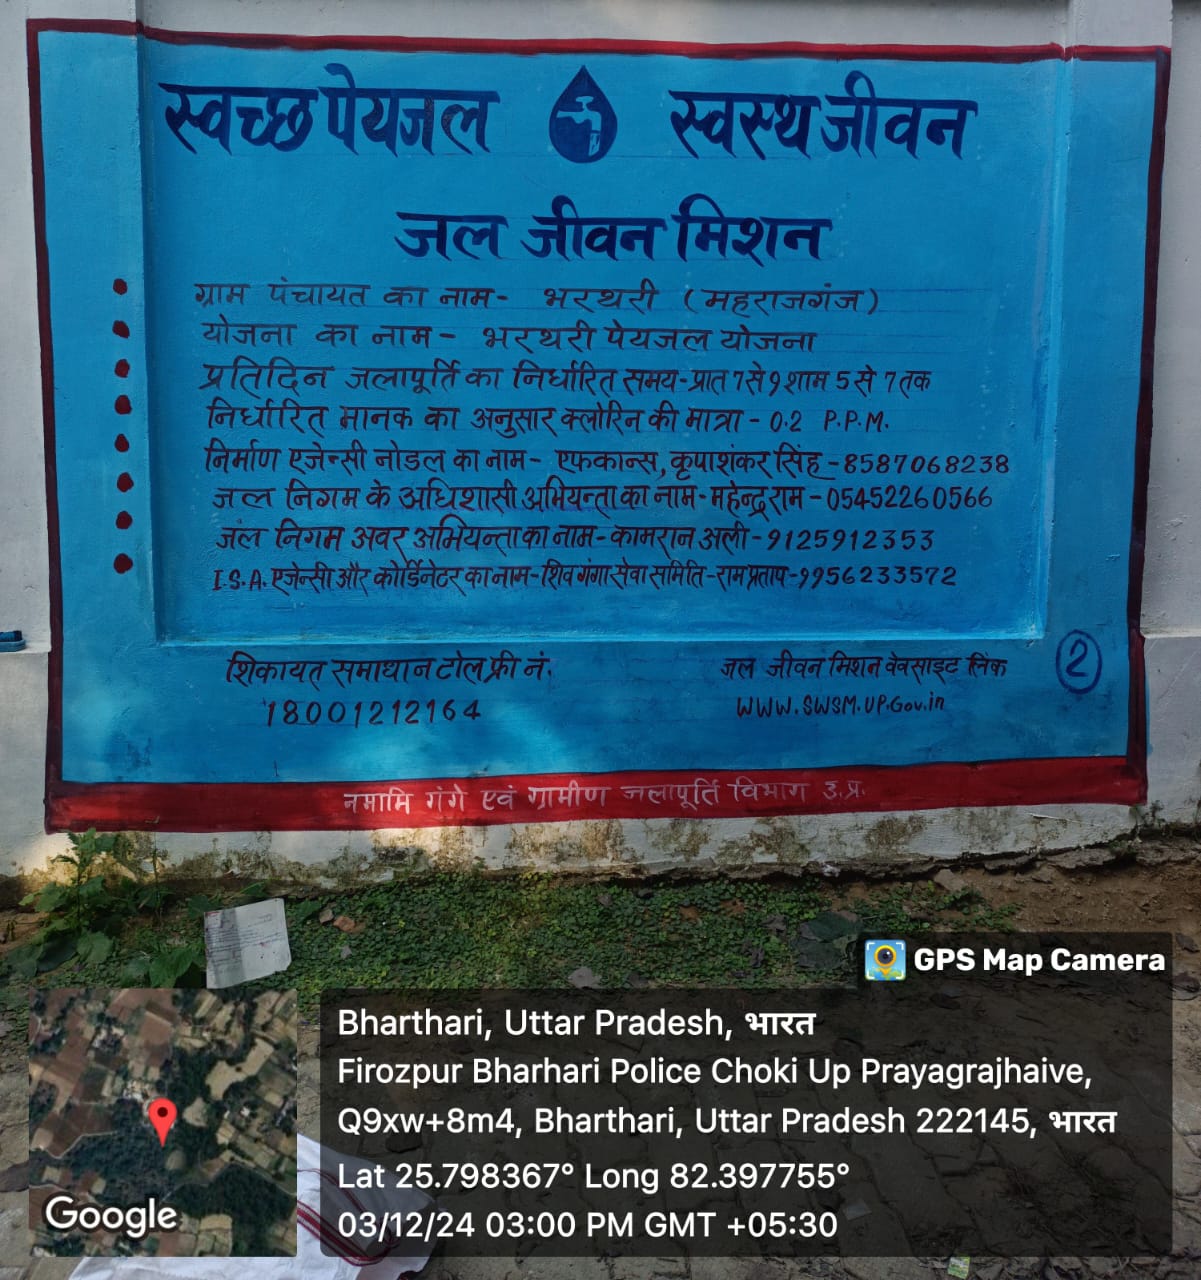 स्वच्छ पेयजल स्वस्थ जीवन
जल जीवन मिशन
ग्राम पंचायत का नाम- भरथरी (महराजगंज)
योजना का नाम- भरथरी पेयजल योजना
प्रतिदिन जलापूर्ति का निर्धारित समय-प्रात 7 से 9 शाम 5 से 7 तक
निर्धारित मानक का अनुसार क्लोरिन की मात्रा - 0.2 P.P.M.
निर्माण एजेन्सी नोडल का नाम- एफकान्स, कृपाशंकर सिंह -8587068238
जल निगम के अधिशासी अभियन्ता का नाम-महेन्द्र राम-05452260566
जल निगम अवर अभियन्ता का नाम-कामरान अली-9125912353
I.S.A. एजेन्सी और कोर्डिनेटर का नाम-शिव गंगा सेवा समिति-राम प्रताप-9956233572
शिकायत समाधान टोल फ्री नं. जल जीवन मिशन वेवसाइट लिंक
18001212164 WWW.SWSM.UP.Gov.in
2
नमामि गंगे एवं ग्रामीण जलापूर्ति विभाग उ.प्र.
GPS Map Camera
Bharthari, Uttar Pradesh, भारत
Firozpur Bharhari Police Choki Up Prayagrajhaive,
Q9xw+8m4, Bharthari, Uttar Pradesh 222145, भारत
Lat 25.798367° Long 82.397755°
03/12/24 03:00 PM GMT +05:30
Google